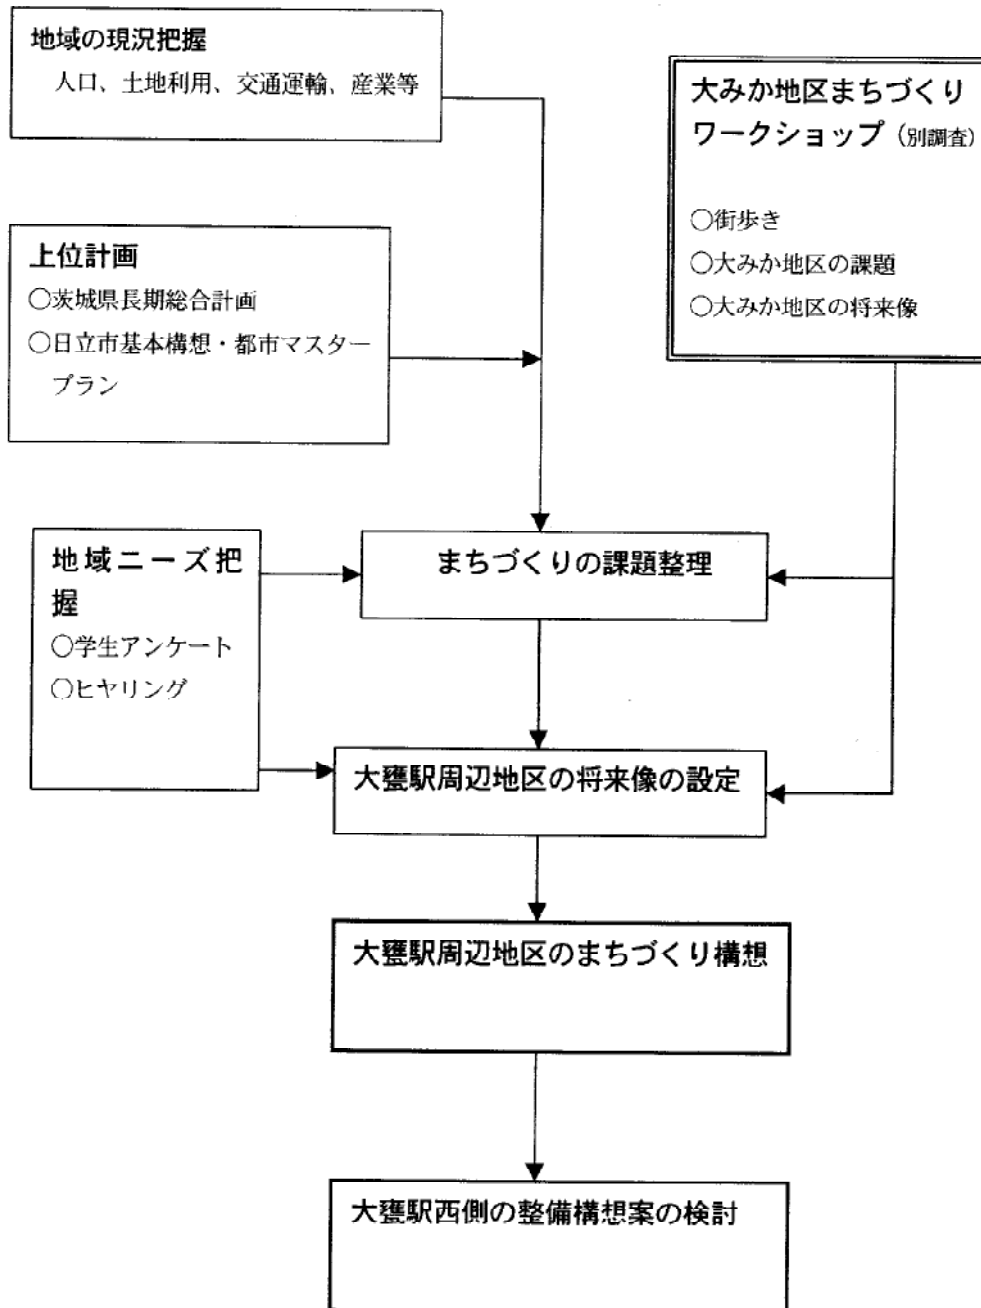 地域の現況把握
人口、土地利用、交通運輸、産業等
大みか地区まちづくり
ワークショップ（別調査）
○街歩き
○大みか地区の課題
○大みか地区の将来像
上位計画
○茨城県長期総合計画
○日立市基本構想・都市マスター
プラン
地域ニーズ把
握
○学生アンケート
○ヒヤリング
まちづくりの課題整理
大甕駅周辺地区の将来像の設定
大甕駅周辺地区のまちづくり構想
大甕駅西側の整備構想案の検討